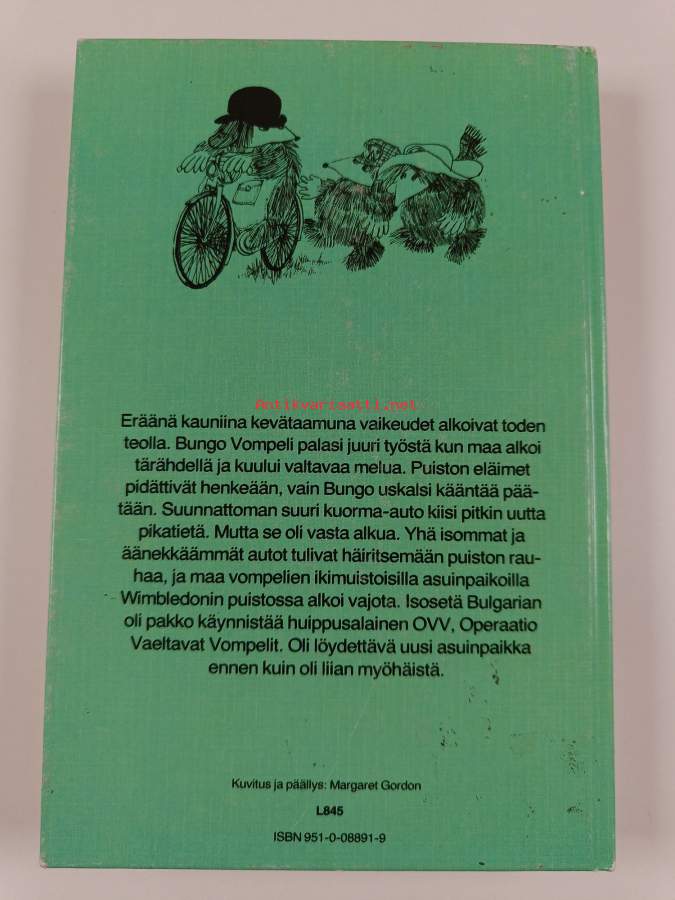 Antikvariaatti.net
Eräänä kauniina kevätaamuna vaikeudet alkoivat toden
teolla. Bungo Vompeli palasi juuri työstä kun maa alkoi
tärähdellä ja kuului valtavaa melua. Puiston eläimet
pidättivät henkeään, vain Bungo uskalsi kääntää pää-
tään. Suunnattoman suuri kuorma-auto kiisi pitkin uutta
pikatietä. Mutta se oli vasta alkua. Yhä isommat ja
äänekkäämmät autot tulivat häiritsemään puiston rau-
haa, ja maa vompelien ikimuistoisilla asuinpaikoilla
Wimbledonin puistossa alkoi vajota. Isosetä Bulgarian
oli pakko käynnistää huippusalainen OVV, Operaatio
Vaeltavat Vompelit. Oli löydettävä uusi asuinpaikka
ennen kuin oli liian myöhäistä.
Kuvitus ja päällys: Margaret Gordon
L845
ISBN 951-0-08891-9